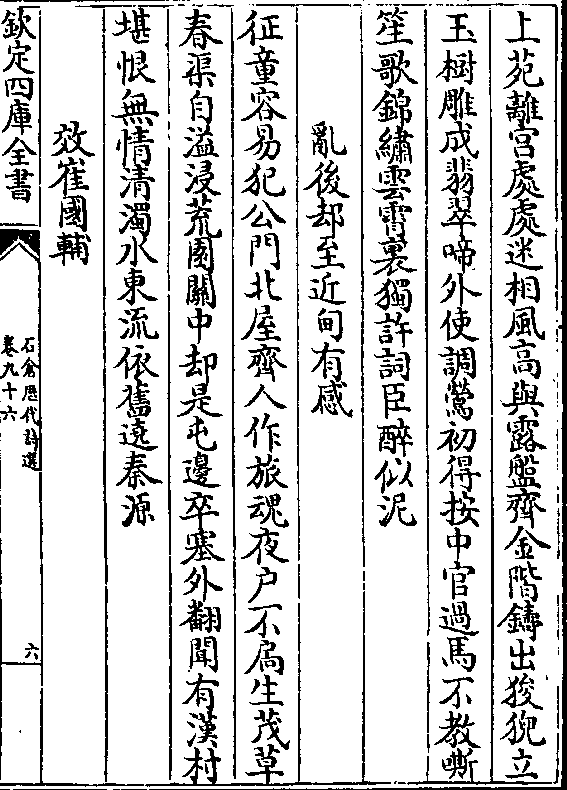 上苑離宫處處迷相風高與露盤齊金階鑄出狻猊立
玉樹雕成翡翠啼外使調鶯初得按中官過馬不教嘶
笙歌錦繡雲霄裏獨許詞臣醉似泥
亂後却至近甸有感
征童容易犯公門北屋齊人作旅魂夜户不扄生茂草
春渠自溢浸荒園關中却是屯邊卒塞外翻聞有漢村
堪恨無情清濁水東流依舊遶秦源
效崔國輔
欽定四庫全書
石倉歴代詩選
卷九十六
六